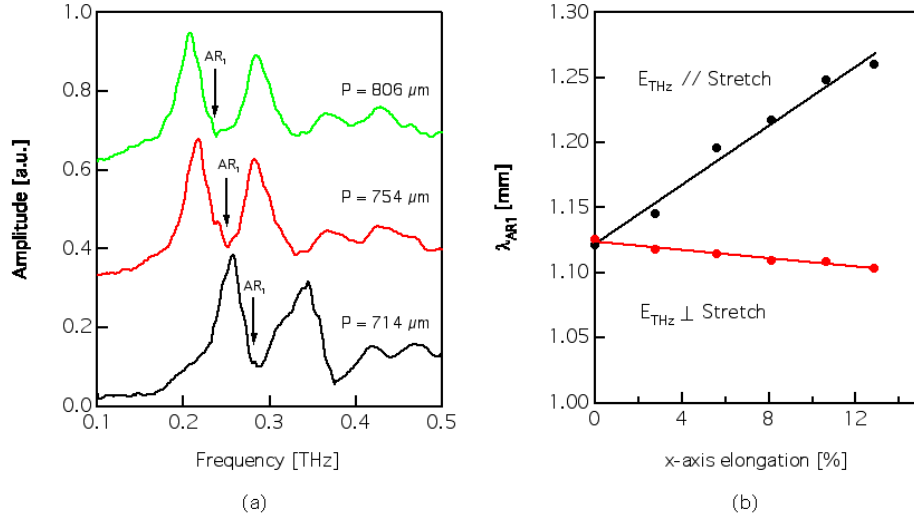 Amplitude [a.u.]
1.0
0.8
0.6
0.4
0.2
0.0
AR₁
P = 806 µm
AR₁
P = 754 µm
AR₁
P = 714 µm
0.1 0.2 0.3 0.4 0.5
Frequency [THz]
(a)
λAR1 [mm]
1.30
1.25
1.20
1.15
1.10
1.05
1.00
ETHz // Stretch
ETHz ⊥ Stretch
0 4 8 12
x-axis elongation [%]
(b)